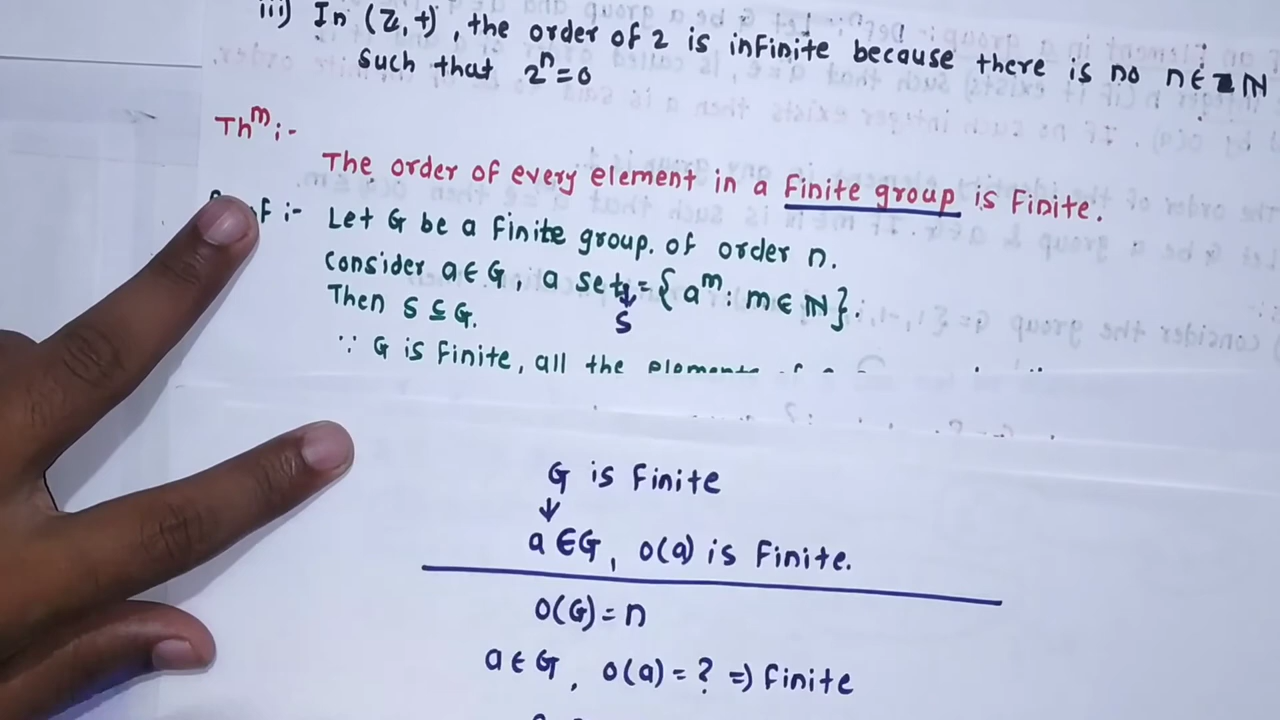 iii) In (Z,+), the order of 2 is infinite because there is no n∈ℕ
such that 2ⁿ=0
Thᵐ:-
The order of every element in a Finite group is Finite.
Let G be a Finite group. of order n.
Consider a∈G, a set = {aᵐ : m∈ℕ}.
S
Then S⊆G.
∵ G is Finite, all the elements of
G is Finite
↓
a∈G, o(a) is Finite.
o(G)=n
a∈G, o(a)=? => Finite